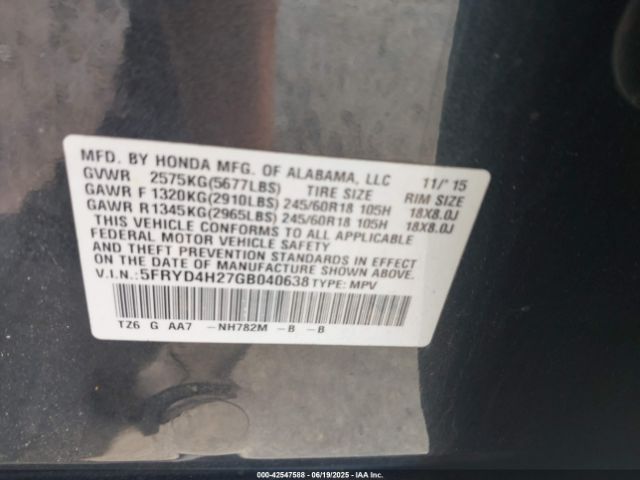 MFD. BY HONDA MFG. OF ALABAMA, LLC 11/'15
GVWR 2575KG(5677LBS) TIRE SIZE RIM SIZE
GAWR F 1320KG(2910LBS) 245/60R18 105H 18X8.0J
GAWR R 1345KG(2965LBS) 245/60R18 105H 18X8.0J
THIS VEHICLE CONFORMS TO ALL APPLICABLE
FEDERAL MOTOR VEHICLE SAFETY
AND THEFT PREVENTION STANDARDS IN EFFECT
ON THE DATE OF MANUFACTURE SHOWN ABOVE.
V.I.N.: 5FRYD4H27GB040638 TYPE: MPV
TZ6 G AA7 -NH782M -B -B
000-42547588 - 06/19/2025 - IAA Inc.